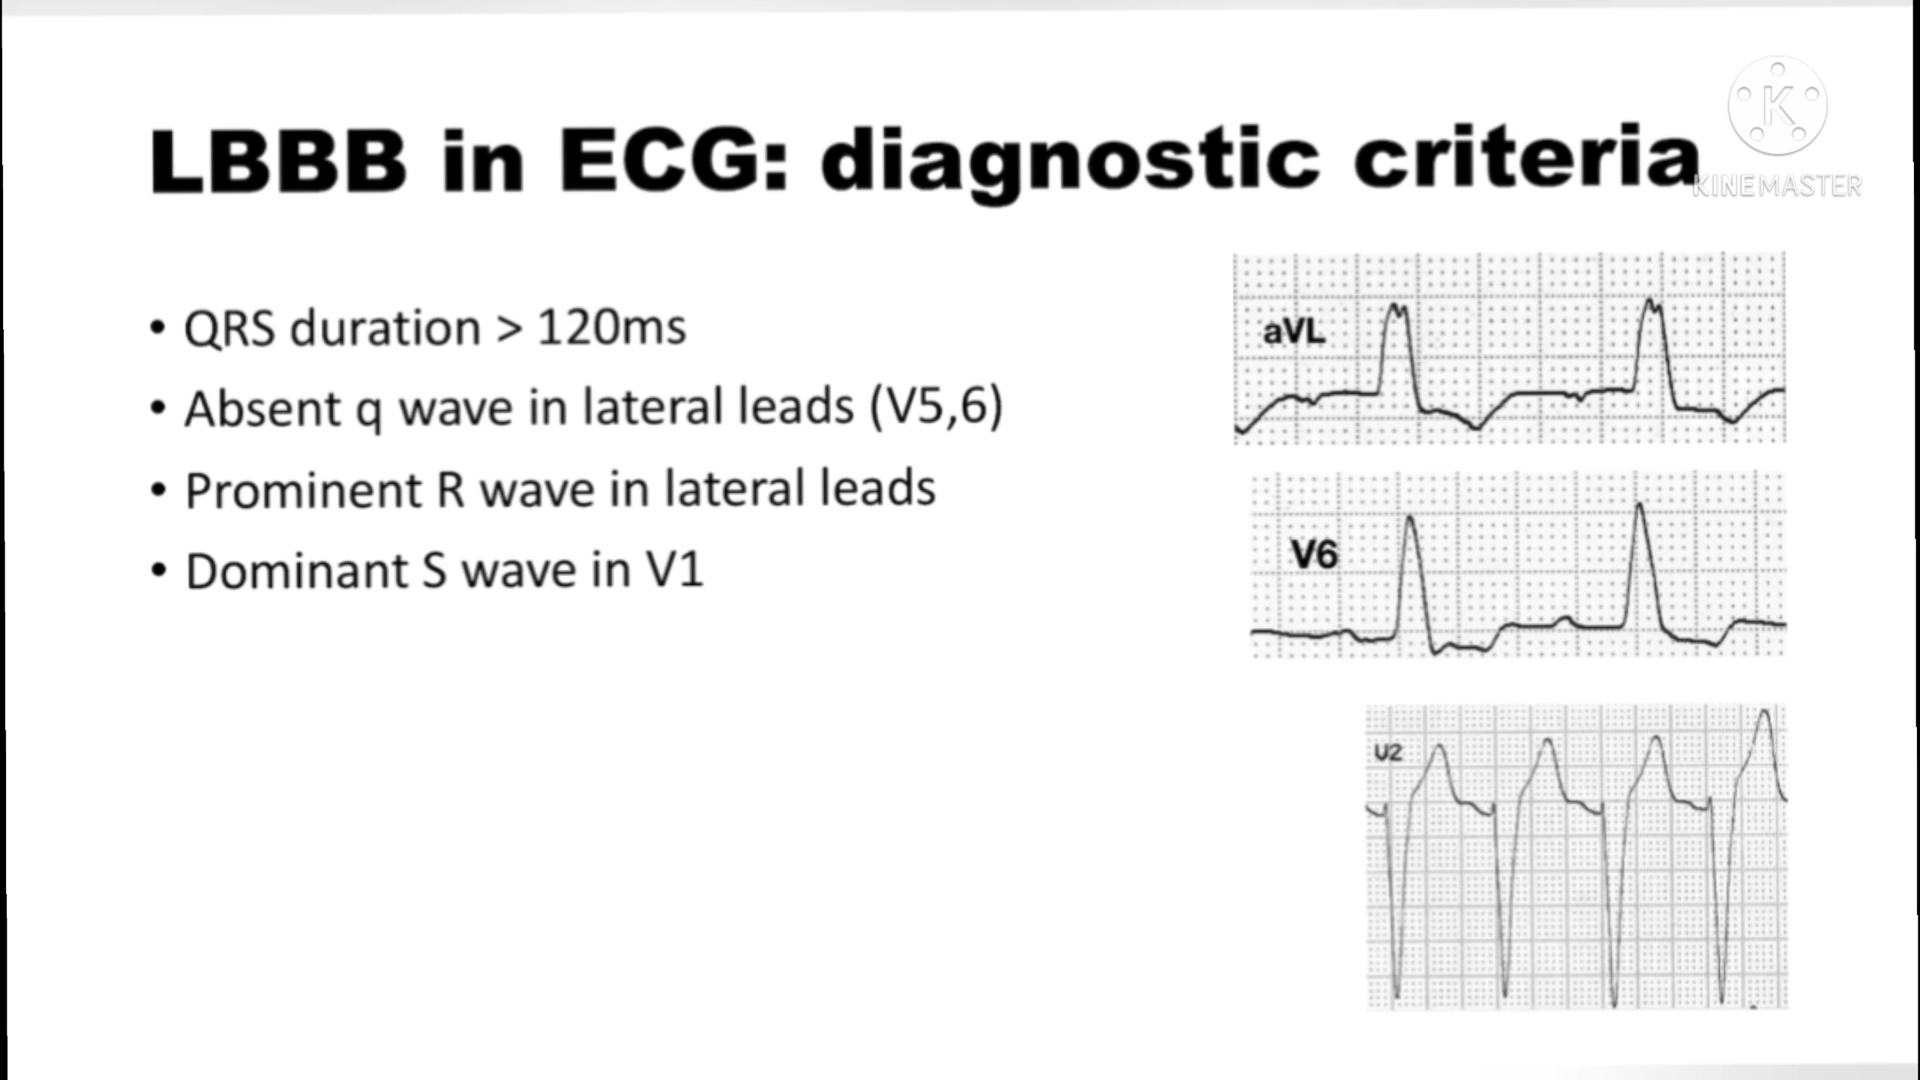 LBBB in ECG: diagnostic criteria
K
KINEMASTER
• QRS duration > 120ms
• Absent q wave in lateral leads (V5,6)
• Prominent R wave in lateral leads
• Dominant S wave in V1
aVL
V6
U2